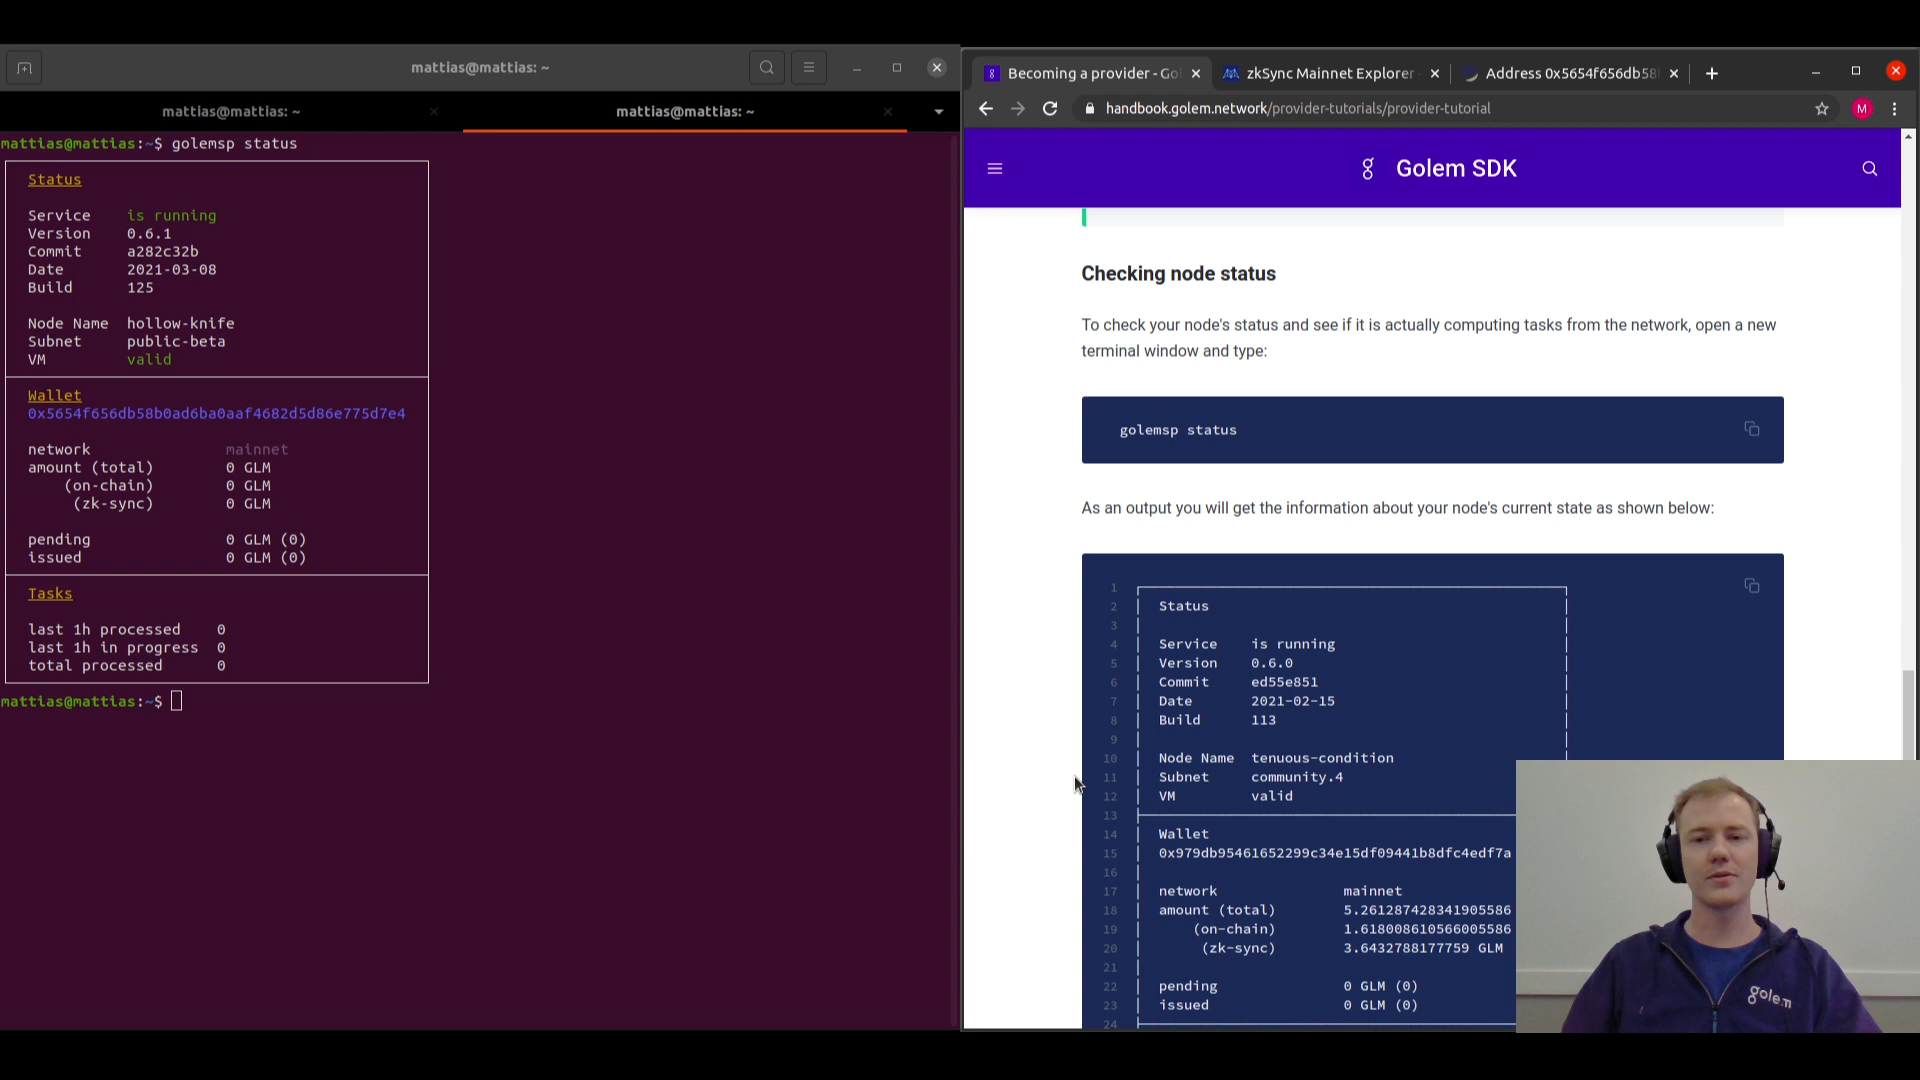 mattias@mattias: ~
mattias@mattias: ~
mattias@mattias: ~
mattias@mattias:~$ golemsp status
Status
Service is running
Version 0.6.1
Commit a282c32b
Date 2021-03-08
Build 125
Node Name hollow-knife
Subnet public-beta
VM valid
Wallet
0x5654f656db58b0ad6ba0aaf4682d5d86e775d7e4
network mainnet
amount (total) 0 GLM
(on-chain) 0 GLM
(zk-sync) 0 GLM
pending 0 GLM (0)
issued 0 GLM (0)
Tasks
last 1h processed 0
last 1h in progress 0
total processed 0
mattias@mattias:~$
Becoming a provider - Go
zkSync Mainnet Explorer
Address 0x5654f656db58
handbook.golem.network/provider-tutorials/provider-tutorial
M
Golem SDK
Checking node status
To check your node's status and see if it is actually computing tasks from the network, open a new
terminal window and type:
golemsp status
As an output you will get the information about your node's current state as shown below:
1
2 Status
3
4 Service is running
5 Version 0.6.0
6 Commit ed55e851
7 Date 2021-02-15
8 Build 113
9
10 Node Name tenuous-condition
11 Subnet community.4
12 VM valid
13
14 Wallet
15 0x979db95461652299c34e15df09441b8dfc4edf7a
16
17 network mainnet
18 amount (total) 5.261287428341905586
19 (on-chain) 1.618008610566005586
20 (zk-sync) 3.6432788177759 GLM
21
22 pending 0 GLM (0)
23 issued 0 GLM (0)
24
golem